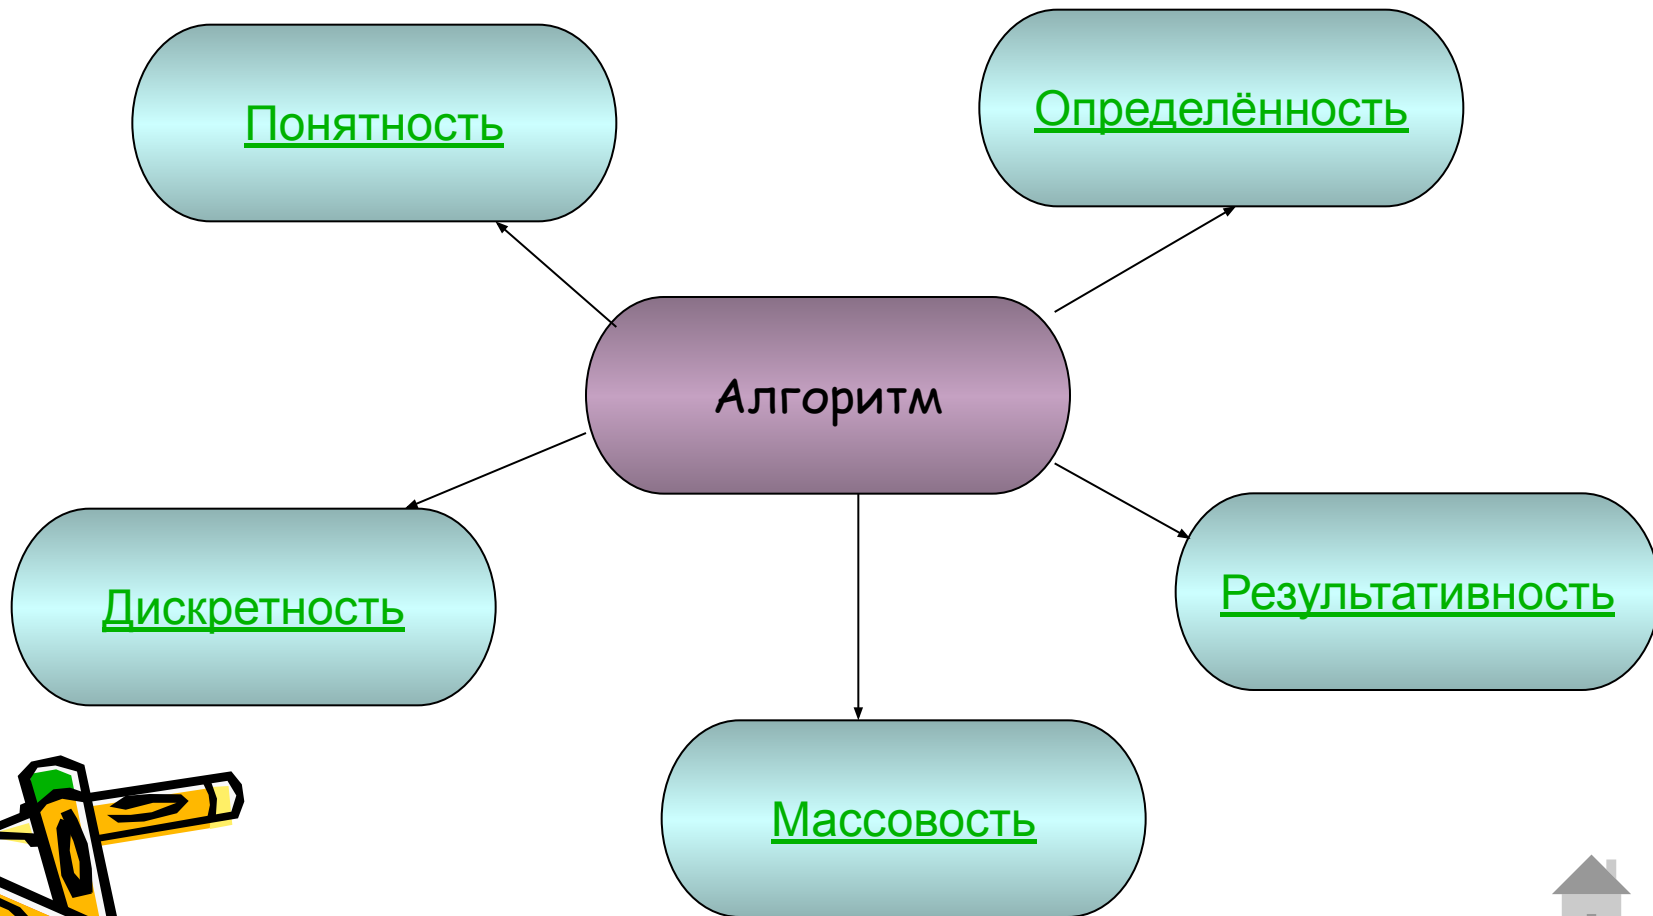 Понятность
Определённость
Алгоритм
Дискретность
Результативность
Массовость